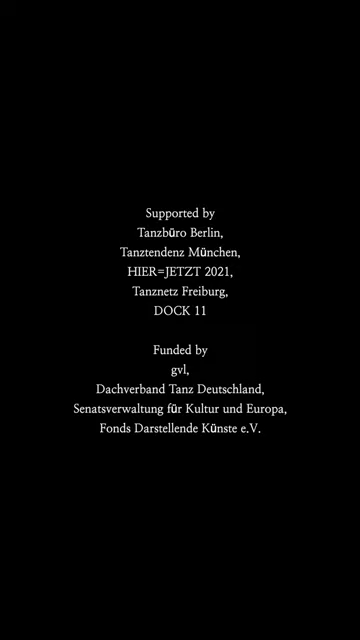 Supported by
Tanzbüro Berlin,
Tanztendenz München,
HIER=JETZT 2021,
Tanznetz Freiburg,
DOCK 11
Funded by
gvl,
Dachverband Tanz Deutschland,
Senatsverwaltung für Kultur und Europa,
Fonds Darstellende Künste e.V.